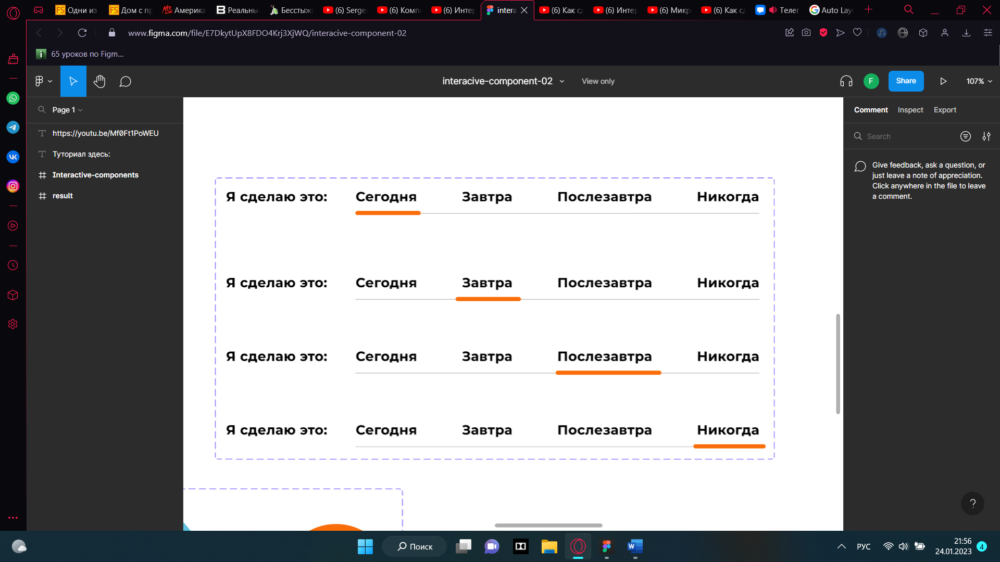 Одни из
Дом с пр
Америка
Реальны
Бесстыж
(6) Serge
(6) Комп
(6) Интер
intera
(6) Как сд
(6) Интер
(6) Микр
(6) Как сд
Телег
Auto Layo
www.figma.com/file/E7DkytUpX8FDO4Krj3XjWQ/interacive-component-02
65 уроков по Figm...
interacive-component-02
View only
F
Share
107%
Page 1
https://youtu.be/Mf0Ft1PoWEU
Туториал здесь:
Interactive-components
result
Я сделаю это: Сегодня Завтра Послезавтра Никогда
Я сделаю это: Сегодня Завтра Послезавтра Никогда
Я сделаю это: Сегодня Завтра Послезавтра Никогда
Я сделаю это: Сегодня Завтра Послезавтра Никогда
Comment Inspect Export
Search
Give feedback, ask a question, or
just leave a note of appreciation.
Click anywhere in the file to leave
a comment.
?
Поиск
РУС
21:56
24.01.2023
4